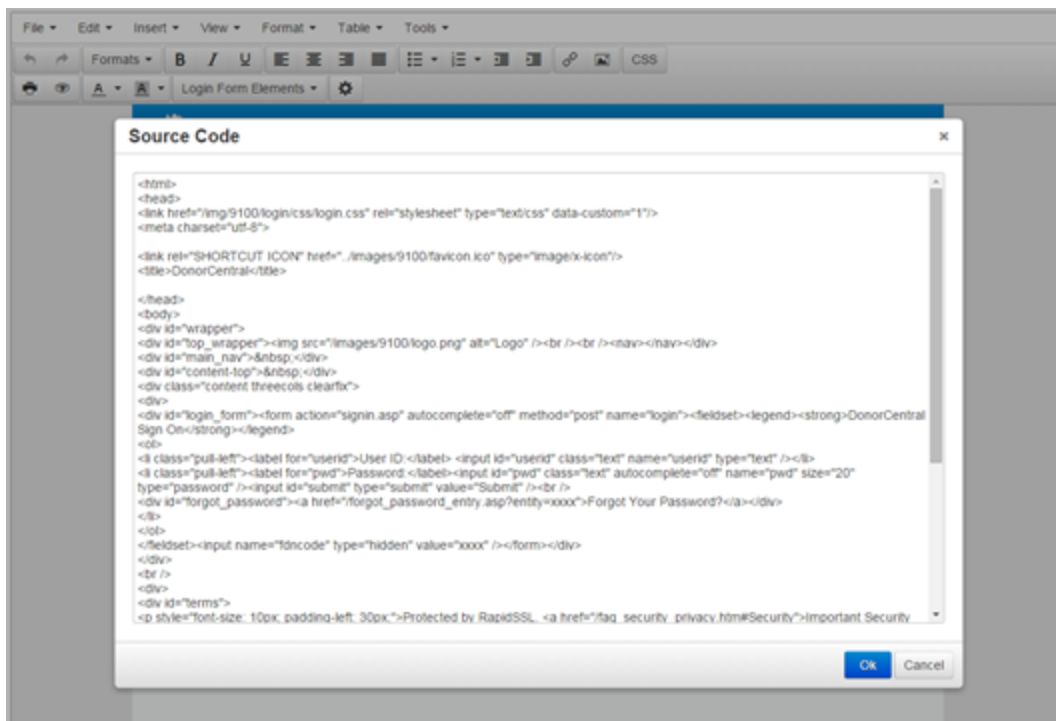 File Edit Insert View Format Table Tools
Formats B I U CSS
A A Login Form Elements
Source Code ×
<html>
<head>
<link href="/img/9100/login/css/login.css" rel="stylesheet" type="text/css" data-custom="1"/>
<meta charset="utf-8">
<link rel="SHORTCUT ICON" href="../images/9100/favicon.ico" type="image/x-icon"/>
<title>DonorCentral</title>
</head>
<body>
<div id="wrapper">
<div id="top_wrapper"><img src="/images/9100/logo.png" alt="Logo" /><br /><br /><nav></nav></div>
<div id="main_nav">&nbsp;</div>
<div id="content-top">&nbsp;</div>
<div class="content threecols clearfix">
<div>
<div id="login_form"><form action="signin.asp" autocomplete="off" method="post" name="login"><fieldset><legend><strong>DonorCentral
Sign On</strong></legend>
<ol>
<li class="pull-left"><label for="userid">User ID:</label> <input id="userid" class="text" name="userid" type="text" /></li>
<li class="pull-left"><label for="pwd">Password:</label><input id="pwd" class="text" autocomplete="off" name="pwd" size="20"
type="password" /><input id="submit" type="submit" value="Submit" /><br />
<div id="forgot_password"><a href="/forgot_password_entry.asp?entity=xxxx">Forgot Your Password?</a></div>
</li>
</ol>
</fieldset><input name="fdncode" type="hidden" value="xxxx" /></form></div>
</div>
<br />
<div>
<div id="terms">
<p style="font-size: 10px; padding-left: 30px;">Protected by RapidSSL. <a href="/faq_security_privacy.htm#Security">Important Security
Ok Cancel